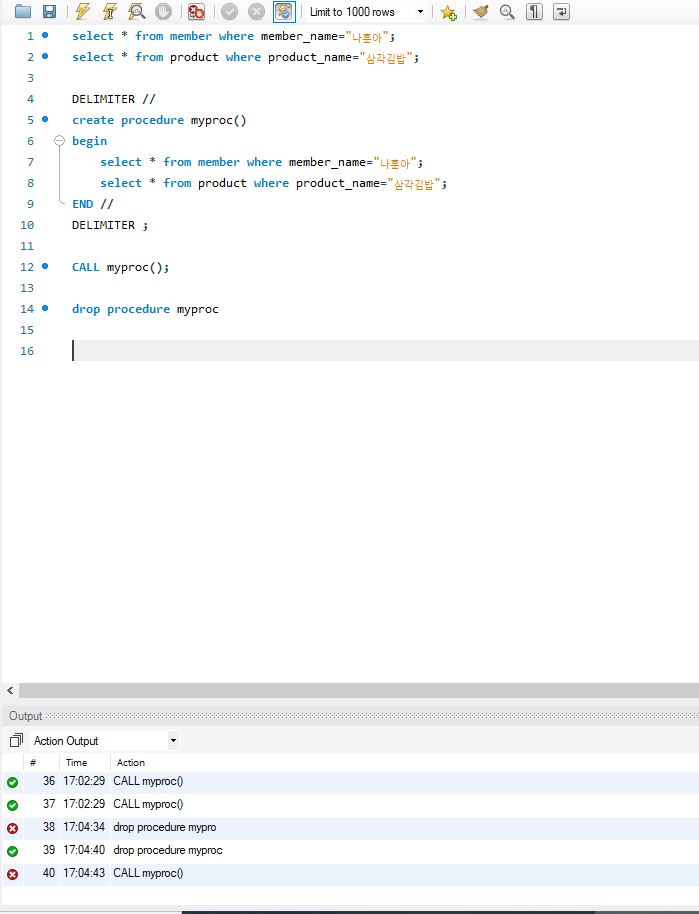 Limit to 1000 rows
1 select * from member where member_name="나훈아";
2 select * from product where product_name="삼각김밥";
3
4 DELIMITER //
5 create procedure myproc()
6 begin
7 select * from member where member_name="나훈아";
8 select * from product where product_name="삼각김밥";
9 END //
10 DELIMITER ;
11
12 CALL myproc();
13
14 drop procedure myproc
15
16
Output
Action Output
# Time Action
36 17:02:29 CALL myproc()
37 17:02:29 CALL myproc()
38 17:04:34 drop procedure mypro
39 17:04:40 drop procedure myproc
40 17:04:43 CALL myproc()